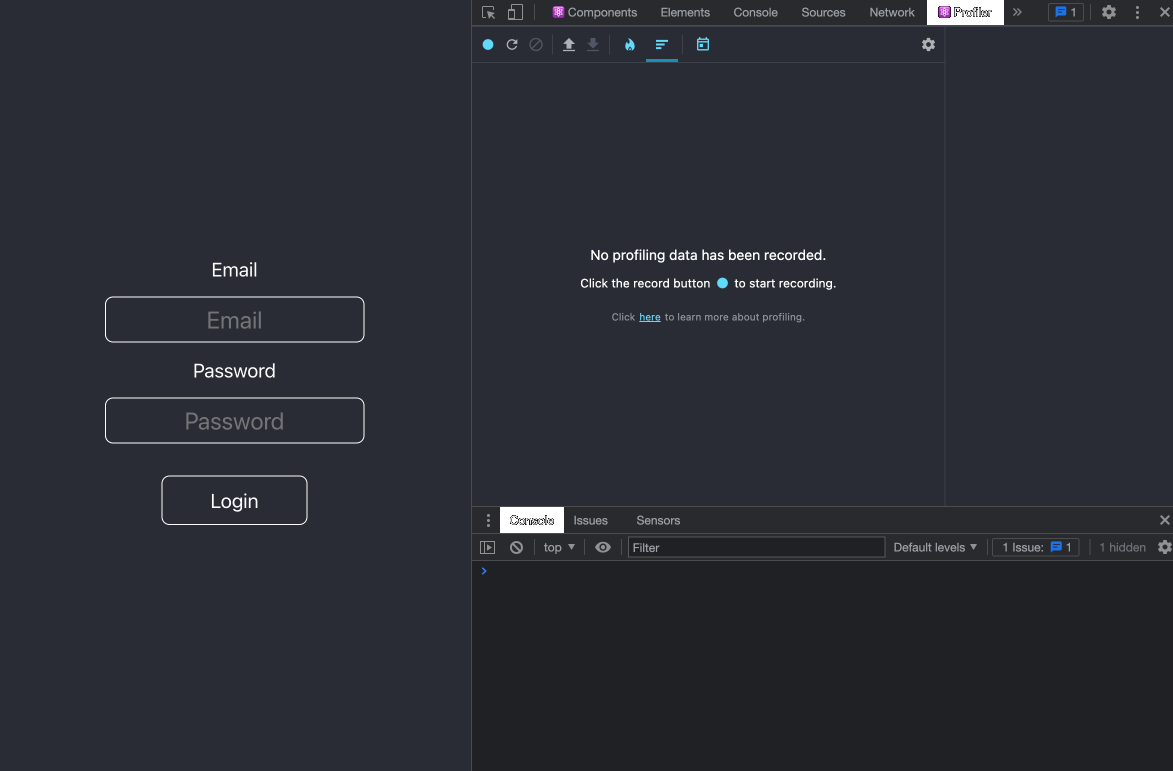 Components Elements Console Sources Network Profiler 1
No profiling data has been recorded.
Click the record button to start recording.
Click here to learn more about profiling.
Email
Email
Password
Password
Login
Console Issues Sensors
top Filter Default levels 1 Issue: 1 1 hidden